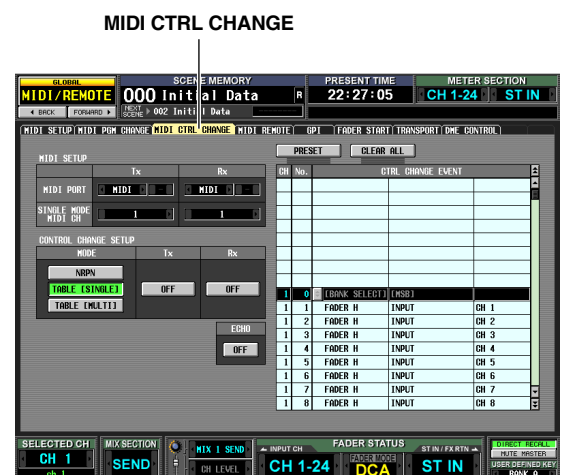 MIDI CTRL CHANGE
GLOBAL
MIDI/REMOTE
BACK
FORWARD
SCENE MEMORY
000 Initial Data
R
NEXT SCENE
002 Initial Data
PRESENT TIME
22:27:05
METER SECTION
CH 1-24
ST IN
MIDI SETUP
MIDI PGM CHANGE
MIDI CTRL CHANGE
MIDI REMOTE
GPI
FADER START
TRANSPORT
DME CONTROL
MIDI SETUP
Tx
Rx
MIDI PORT
MIDI
-
MIDI
-
SINGLE MODE MIDI CH
1
1
CONTROL CHANGE SETUP
MODE
Tx
Rx
NRPN
TABLE [SINGLE]
TABLE [MULTI]
OFF
OFF
ECHO
OFF
PRESET
CLEAR ALL
CH No. CTRL CHANGE EVENT
1 0 [BANK SELECT] [MSB]
1 1 FADER H INPUT CH 1
1 2 FADER H INPUT CH 2
1 3 FADER H INPUT CH 3
1 4 FADER H INPUT CH 4
1 5 FADER H INPUT CH 5
1 6 FADER H INPUT CH 6
1 7 FADER H INPUT CH 7
1 8 FADER H INPUT CH 8
SELECTED CH
CH 1
ch 1
MIX SECTION
SEND
MIX 1 SEND
CH LEVEL
FADER STATUS
INPUT CH
CH 1-24
FADER MODE
DCA
ST IN / FX RTN
ST IN
DIRECT RECALL
MUTE MASTER
USER DEFINED KEY
BANK A